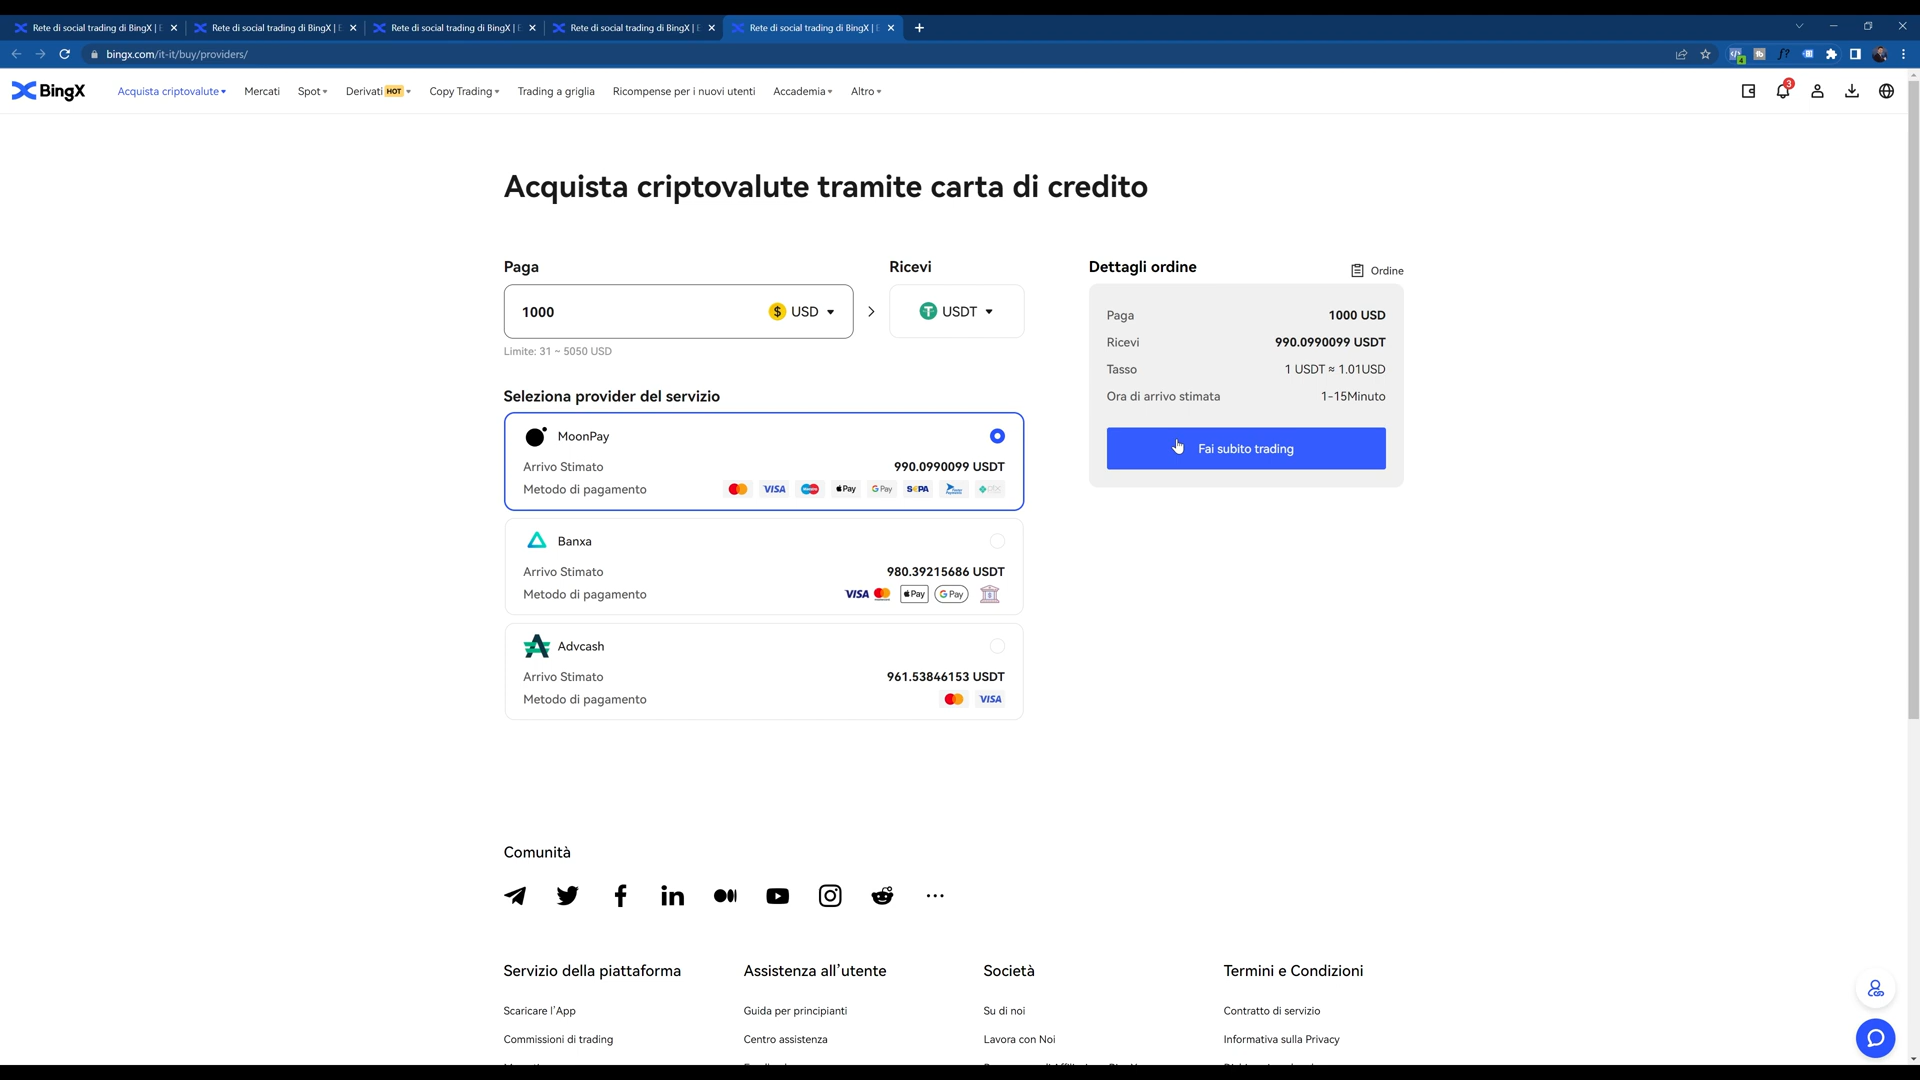 Rete di social trading di BingX | E
Rete di social trading di BingX | E
Rete di social trading di BingX | E
Rete di social trading di BingX | E
Rete di social trading di BingX | E
bingx.com/it-it/buy/providers/
BingX
Acquista criptovalute
Mercati
Spot
Derivati HOT
Copy Trading
Trading a griglia
Ricompense per i nuovi utenti
Accademia
Altro
3
Acquista criptovalute tramite carta di credito
Paga
Ricevi
1000
$ USD
USDT
Limite: 31 ~ 5050 USD
Seleziona provider del servizio
MoonPay
Arrivo Stimato
990.0990099 USDT
Metodo di pagamento
VISA Pay G Pay SEPA
Banxa
Arrivo Stimato
980.39215686 USDT
Metodo di pagamento
VISA Pay G Pay
Advcash
Arrivo Stimato
961.53846153 USDT
Metodo di pagamento
VISA
Dettagli ordine
Ordine
Paga
1000 USD
Ricevi
990.0990099 USDT
Tasso
1 USDT ≈ 1.01USD
Ora di arrivo stimata
1-15Minuto
Fai subito trading
Comunità
Servizio della piattaforma
Assistenza all'utente
Società
Termini e Condizioni
Scaricare l'App
Guida per principianti
Su di noi
Contratto di servizio
Commissioni di trading
Centro assistenza
Lavora con Noi
Informativa sulla Privacy